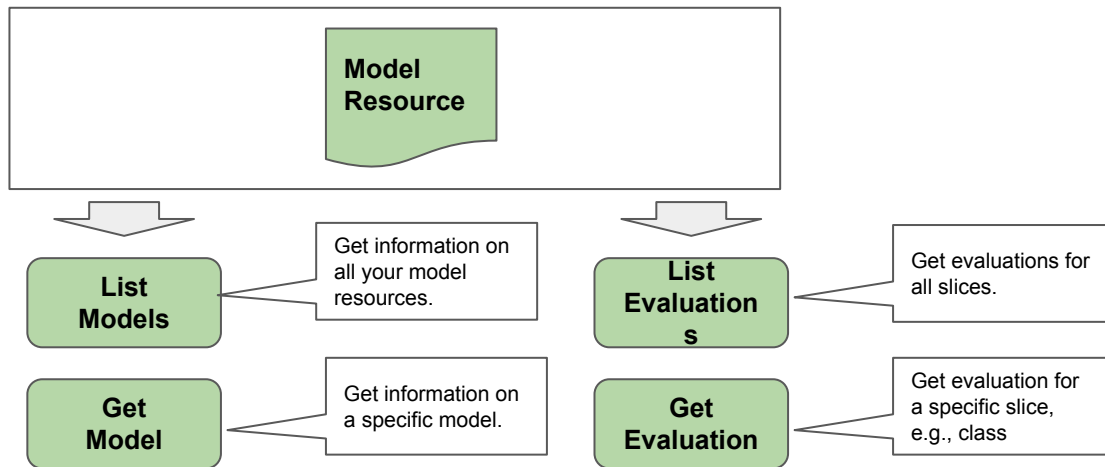 Model
Resource
List
Models
Get information on
all your model
resources.
List
Evaluation
s
Get evaluations for
all slices.
Get
Model
Get information on
a specific model.
Get
Evaluation
Get evaluation for
a specific slice,
e.g., class